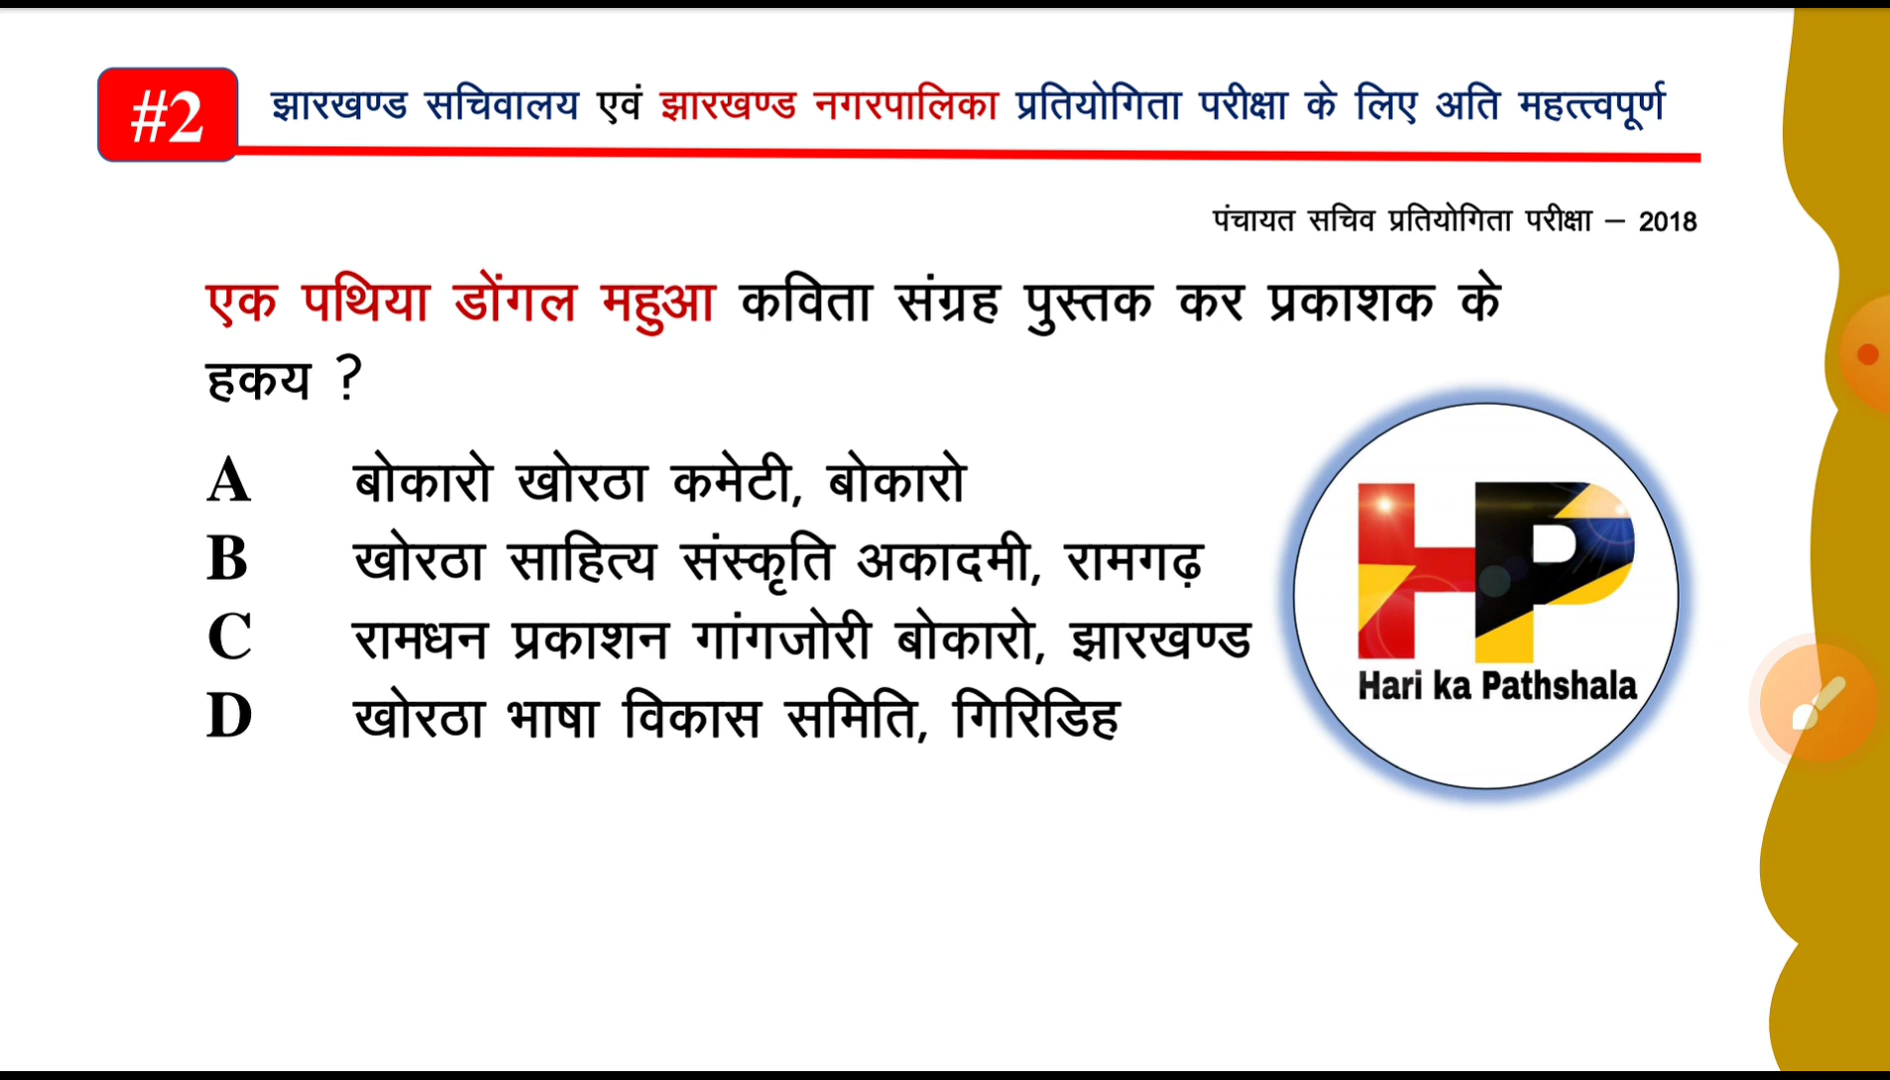 #2 झारखण्ड सचिवालय एवं झारखण्ड नगरपालिका प्रतियोगिता परीक्षा के लिए अति महत्त्वपूर्ण
पंचायत सचिव प्रतियोगिता परीक्षा – 2018
एक पथिया डोंगल महुआ कविता संग्रह पुस्तक कर प्रकाशक के
हकय ?
A बोकारो खोरठा कमेटी, बोकारो
B खोरठा साहित्य संस्कृति अकादमी, रामगढ़
C रामधन प्रकाशन गांगजोरी बोकारो, झारखण्ड
D खोरठा भाषा विकास समिति, गिरिडिह
HP
Hari ka Pathshala